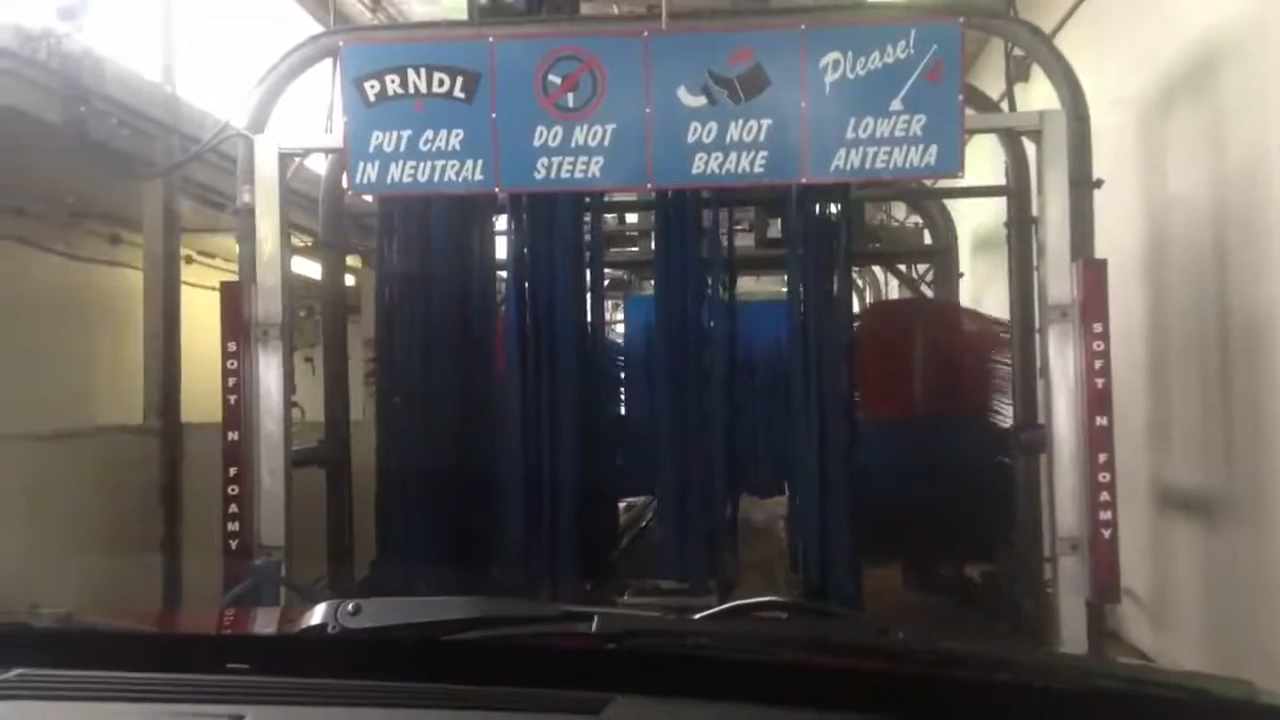 PRNDL
PUT CAR
IN NEUTRAL
DO NOT
STEER
DO NOT
BRAKE
Please!
LOWER
ANTENNA
SOFT N FOAMY
SOFT N FOAMY